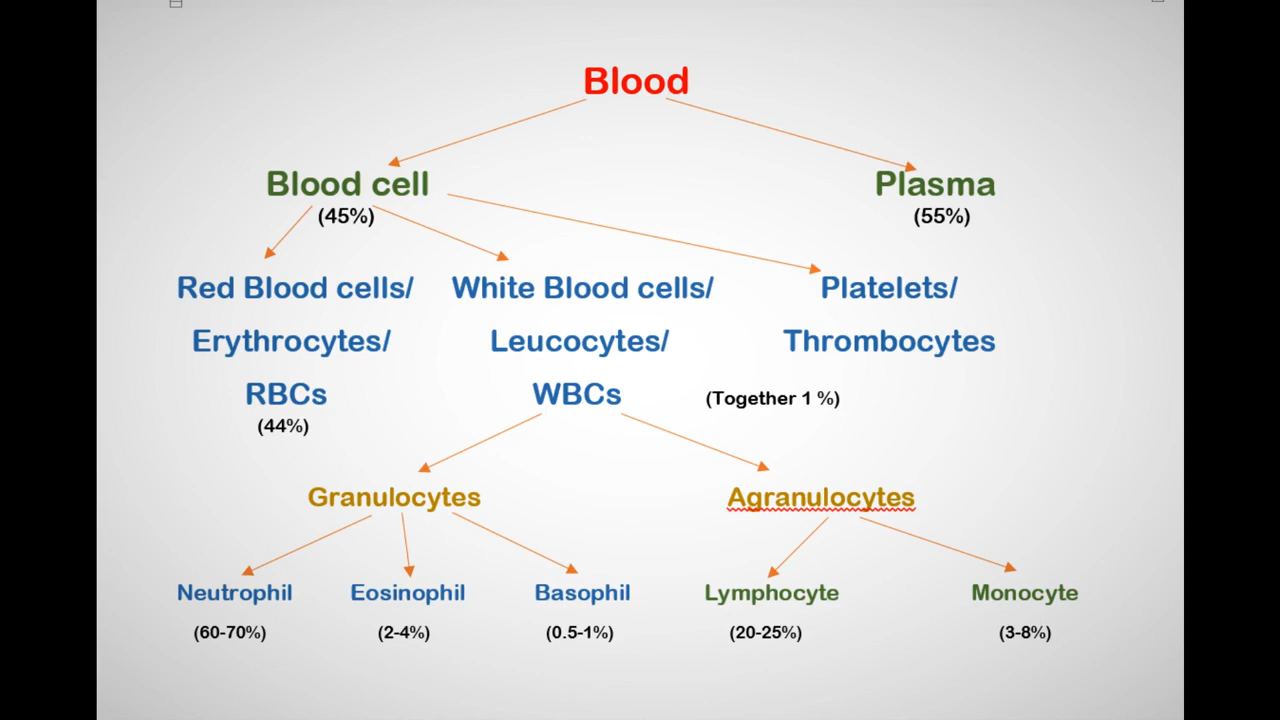 Blood
Blood cell
Plasma
(45%)
(55%)
Red Blood cells/
White Blood cells/
Platelets/
Erythrocytes/
Leucocytes/
Thrombocytes
RBCs
WBCs
(Together 1 %)
(44%)
Granulocytes
Agranulocytes
Neutrophil
Eosinophil
Basophil
Lymphocyte
Monocyte
(60-70%)
(2-4%)
(0.5-1%)
(20-25%)
(3-8%)